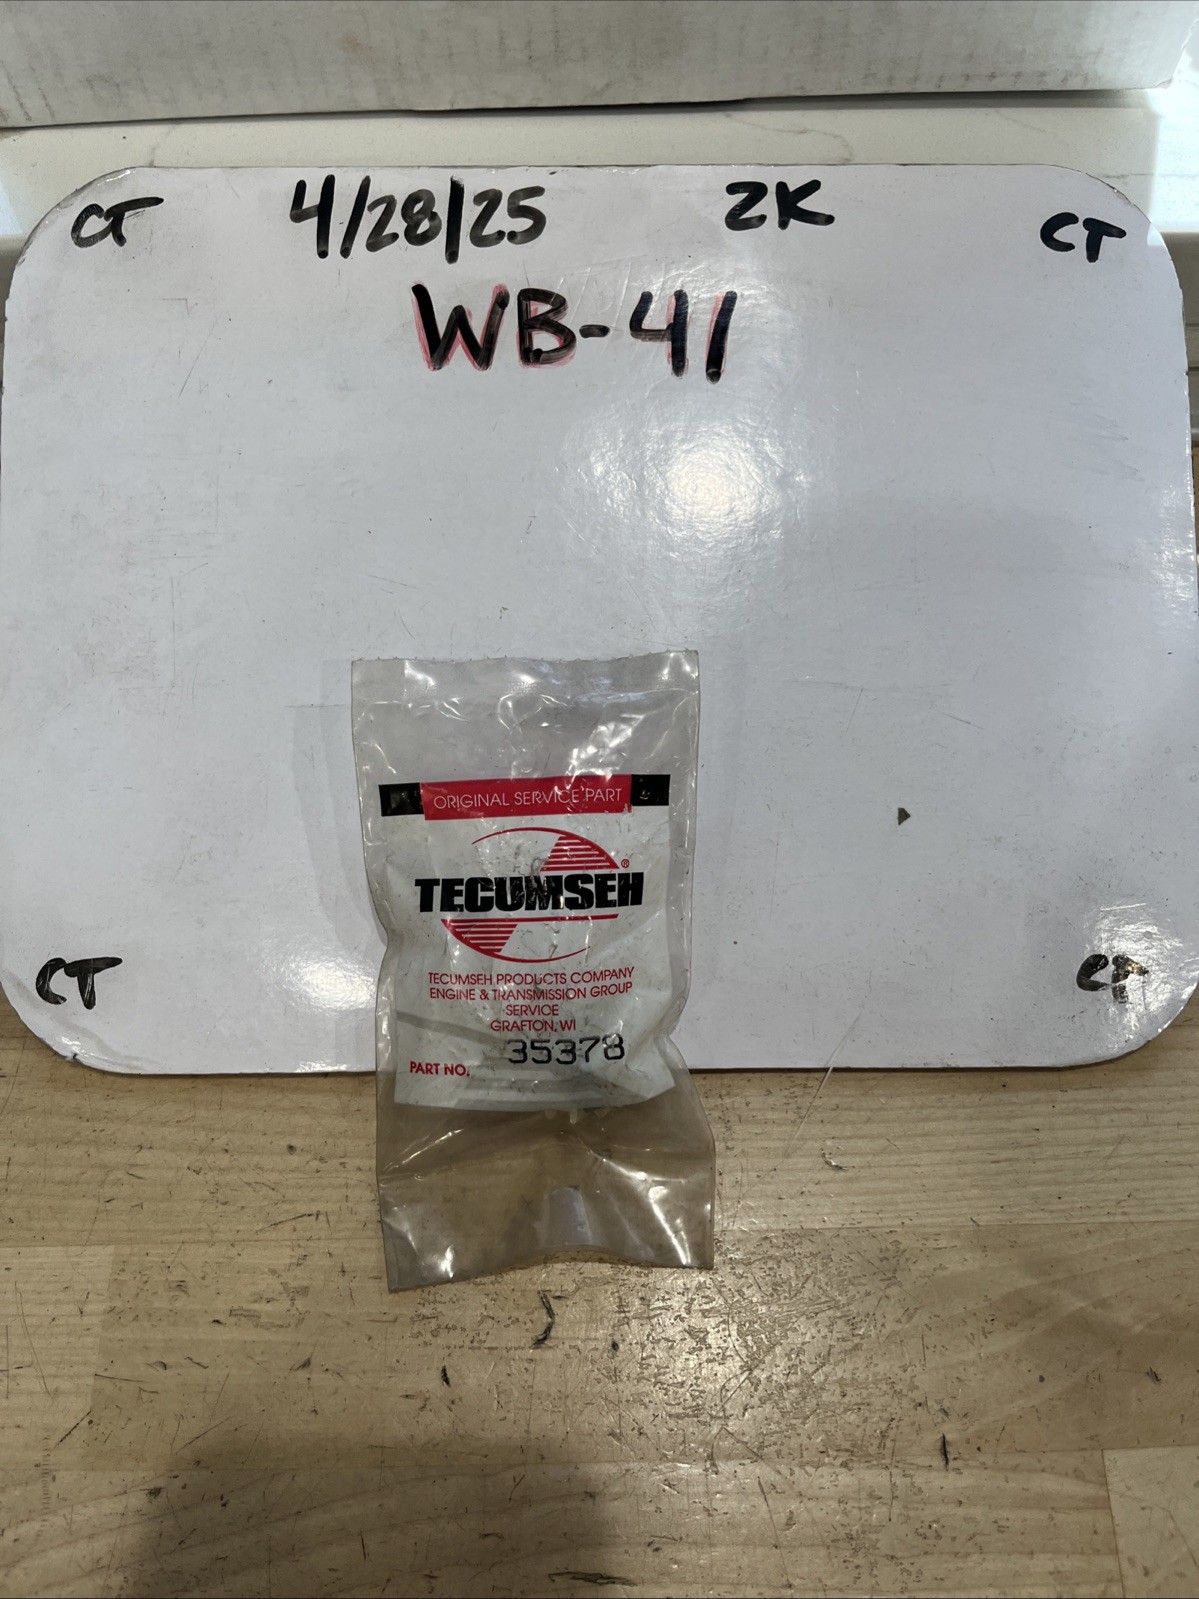 CT 4/28/25 ZK CT
WB-41
ORIGINAL SERVICE PART
TECUMSEH®
TECUMSEH PRODUCTS COMPANY
ENGINE & TRANSMISSION GROUP
SERVICE
GRAFTON, WI
PART NO. 35378
CT CT